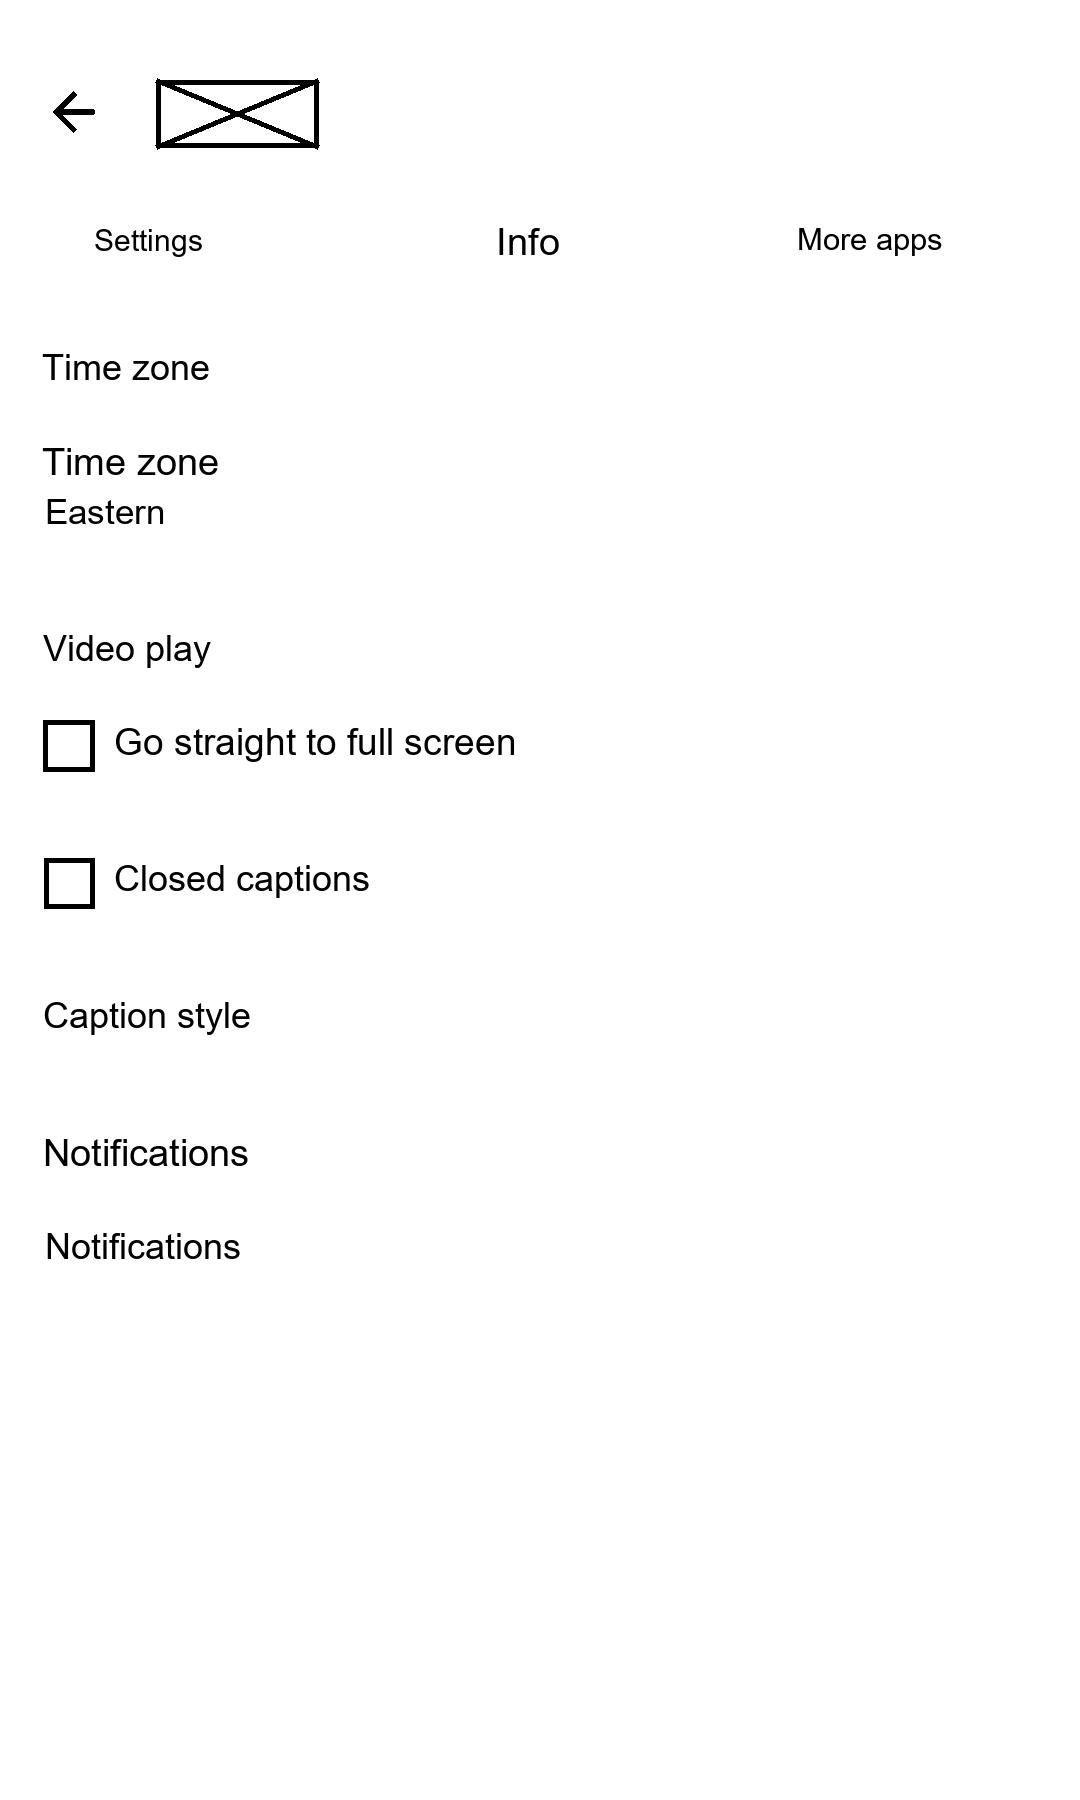 Settings Info More apps
Time zone
Time zone
Eastern
Video play
Go straight to full screen
Closed captions
Caption style
Notifications
Notifications